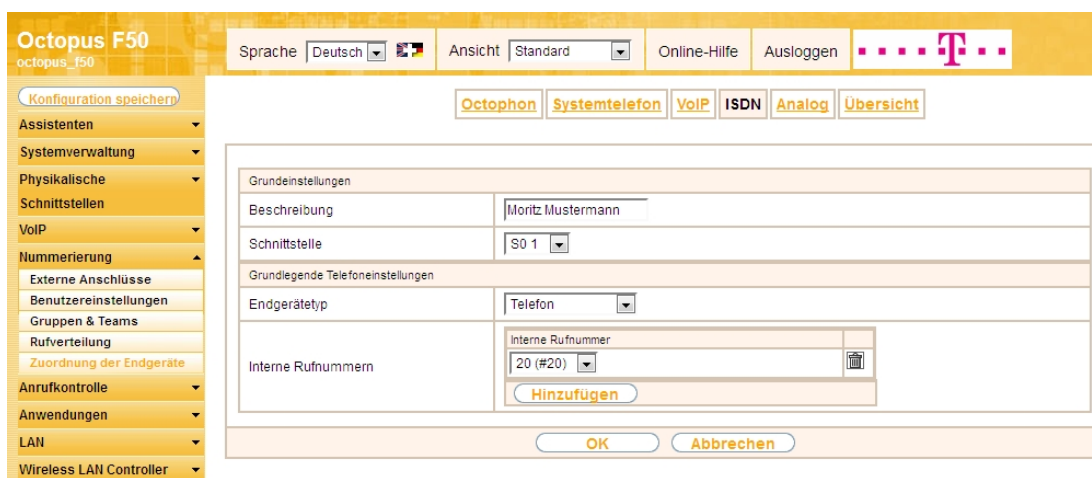 Octopus F50
octopus_f50
Sprache Deutsch
Ansicht Standard
Online-Hilfe
Ausloggen
T
Konfiguration speichern
Assistenten
Systemverwaltung
Physikalische
Schnittstellen
VoIP
Nummerierung
Externe Anschlüsse
Benutzereinstellungen
Gruppen & Teams
Rufverteilung
Zuordnung der Endgeräte
Anrufkontrolle
Anwendungen
LAN
Wireless LAN Controller
Octophon Systemtelefon VoIP ISDN Analog Übersicht
Grundeinstellungen
Beschreibung Moritz Mustermann
Schnittstelle S0 1
Grundlegende Telefoneinstellungen
Endgerätetyp Telefon
Interne Rufnummern
Interne Rufnummer
20 (#20)
Hinzufügen
OK Abbrechen